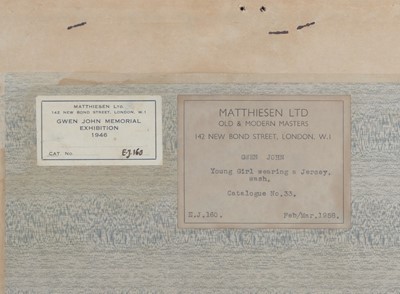 MATTHIESEN LTD
142 NEW BOND STREET, LONDON, W.1
GWEN JOHN MEMORIAL
EXHIBITION
1946
CAT. No. EJ.160
MATTHIESEN LTD
OLD & MODERN MASTERS
142 NEW BOND STREET, LONDON, W.1
GWEN JOHN
Young Girl wearing a Jersey.
wash.
Catalogue No.33.
E.J.160.
Feb/Mar.1958.